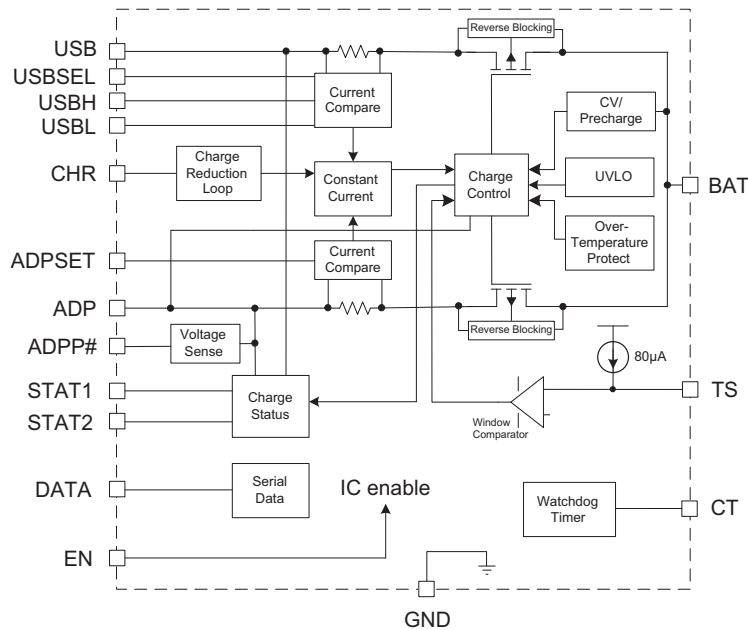 USB
USBSEL
USBH
USBL
CHR
ADPSET
ADP
ADPP#
STAT1
STAT2
DATA
EN
Reverse Blocking
Current
Compare
CV/
Precharge
Charge
Reduction
Loop
Constant
Current
Charge
Control
UVLO
BAT
Over-
Temperature
Protect
Current
Compare
Reverse Blocking
Voltage
Sense
80µA
TS
Charge
Status
Window
Comparator
Serial
Data
IC enable
Watchdog
Timer
CT
GND